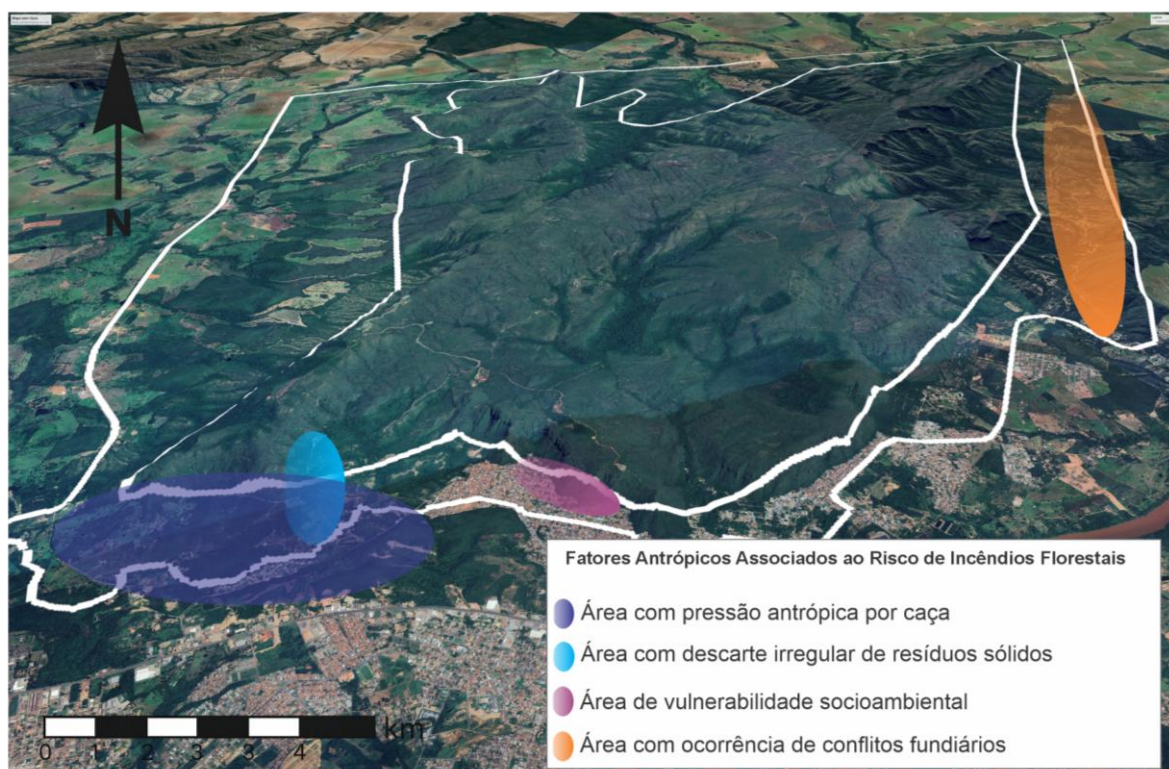 N
Fatores Antrópicos Associados ao Risco de Incêndios Florestais
Área com pressão antrópica por caça
Área com descarte irregular de resíduos sólidos
Área de vulnerabilidade socioambiental
Área com ocorrência de conflitos fundiários
km
0 1 2 3 4